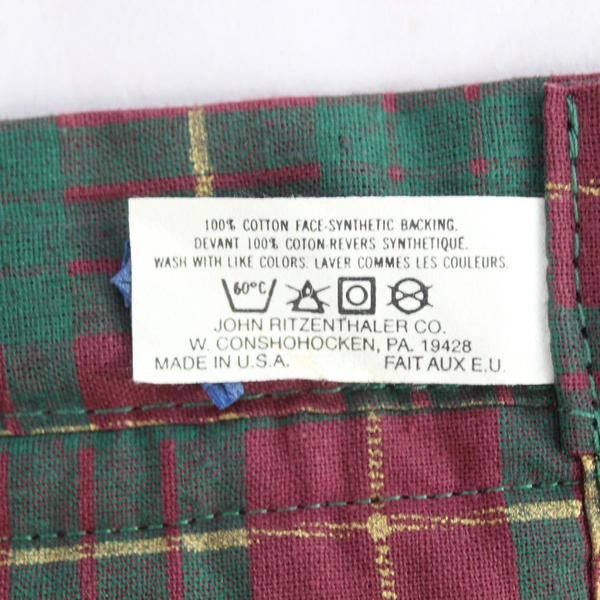 100% COTTON FACE-SYNTHETIC BACKING.
DEVANT 100% COTON-REVERS SYNTHETIQUE.
WASH WITH LIKE COLORS. LAVER COMMES LES COULEURS.
60°C
JOHN RITZENTHALER CO.
W. CONSHOHOCKEN, PA. 19428
MADE IN U.S.A. FAIT AUX E.U.